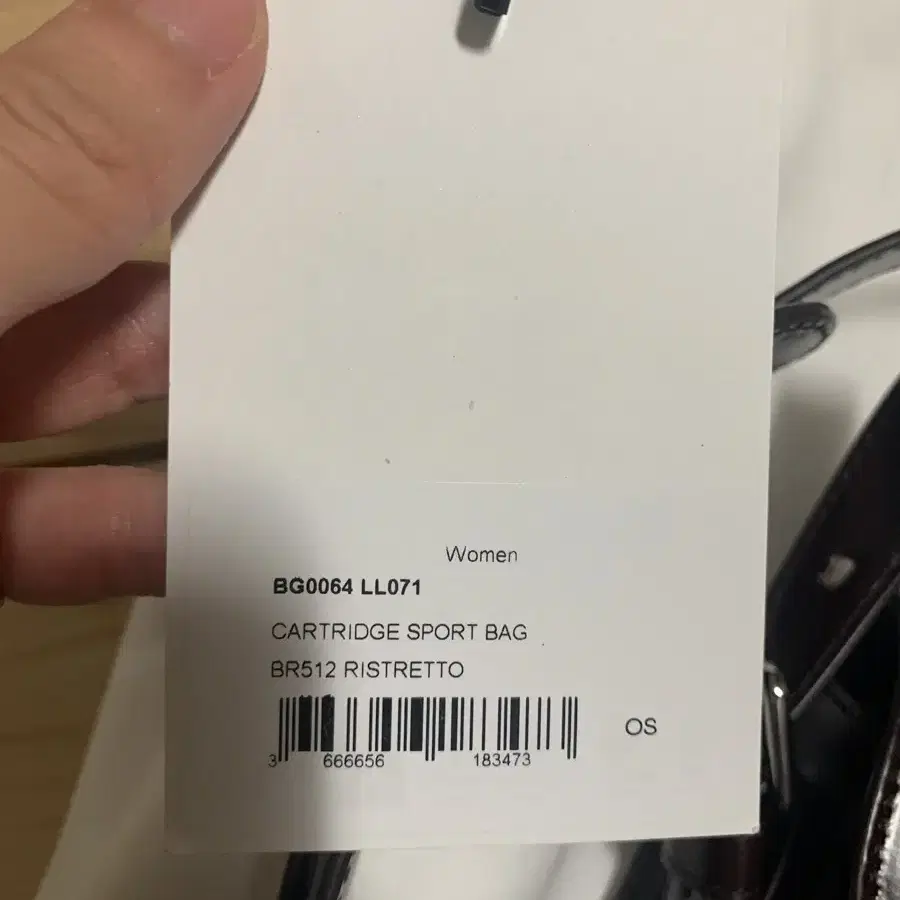 Women
BG0064 LL071
CARTRIDGE SPORT BAG
BR512 RISTRETTO
OS
3 666656 183473